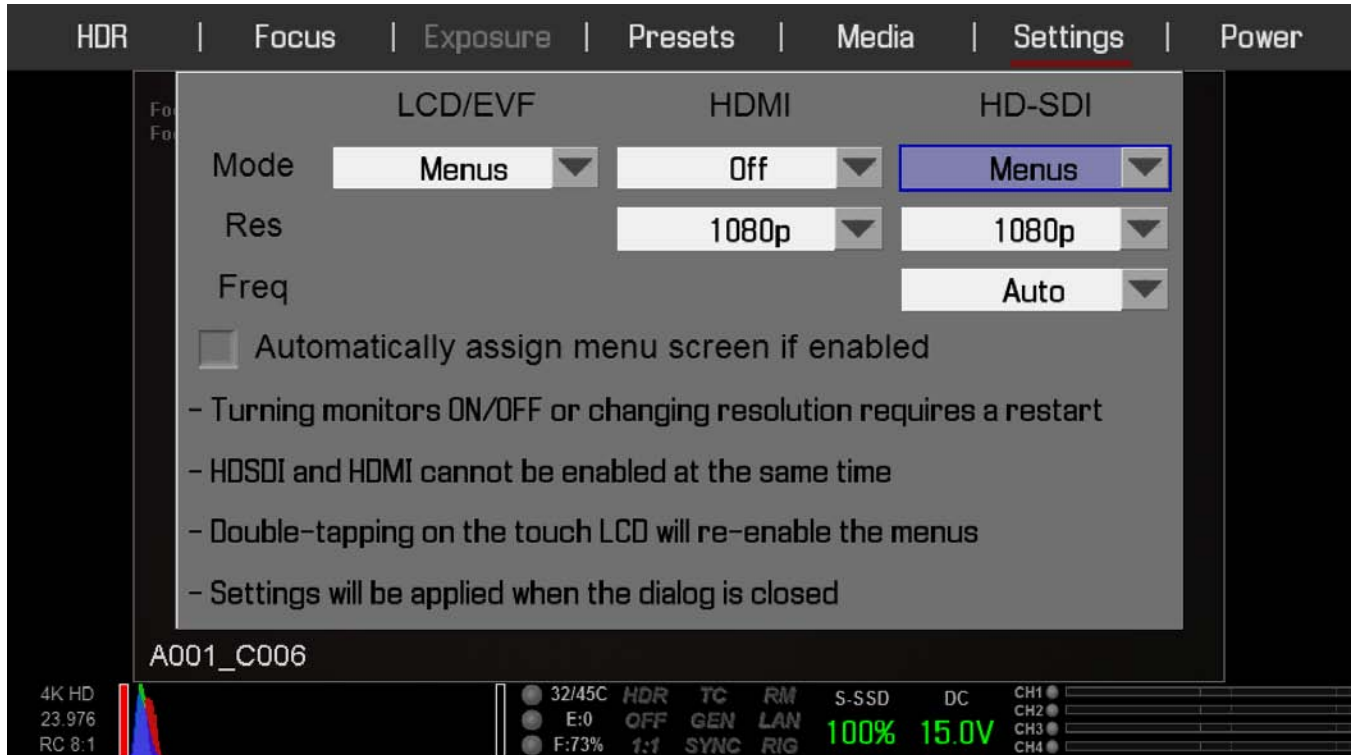 HDR | Focus | Exposure | Presets | Media | Settings | Power
LCD/EVF HDMI HD-SDI
Mode Menus Off Menus
Res 1080p 1080p
Freq Auto
Automatically assign menu screen if enabled
- Turning monitors ON/OFF or changing resolution requires a restart
- HDSDI and HDMI cannot be enabled at the same time
- Double-tapping on the touch LCD will re-enable the menus
- Settings will be applied when the dialog is closed
A001_C006
4K HD 32/45C HDR TC RM S-SSD DC CH1
23.976 E:0 OFF GEN LAN 100% 15.0V CH2
RC 8:1 F:73% 1:1 SYNC RIG CH3
CH4